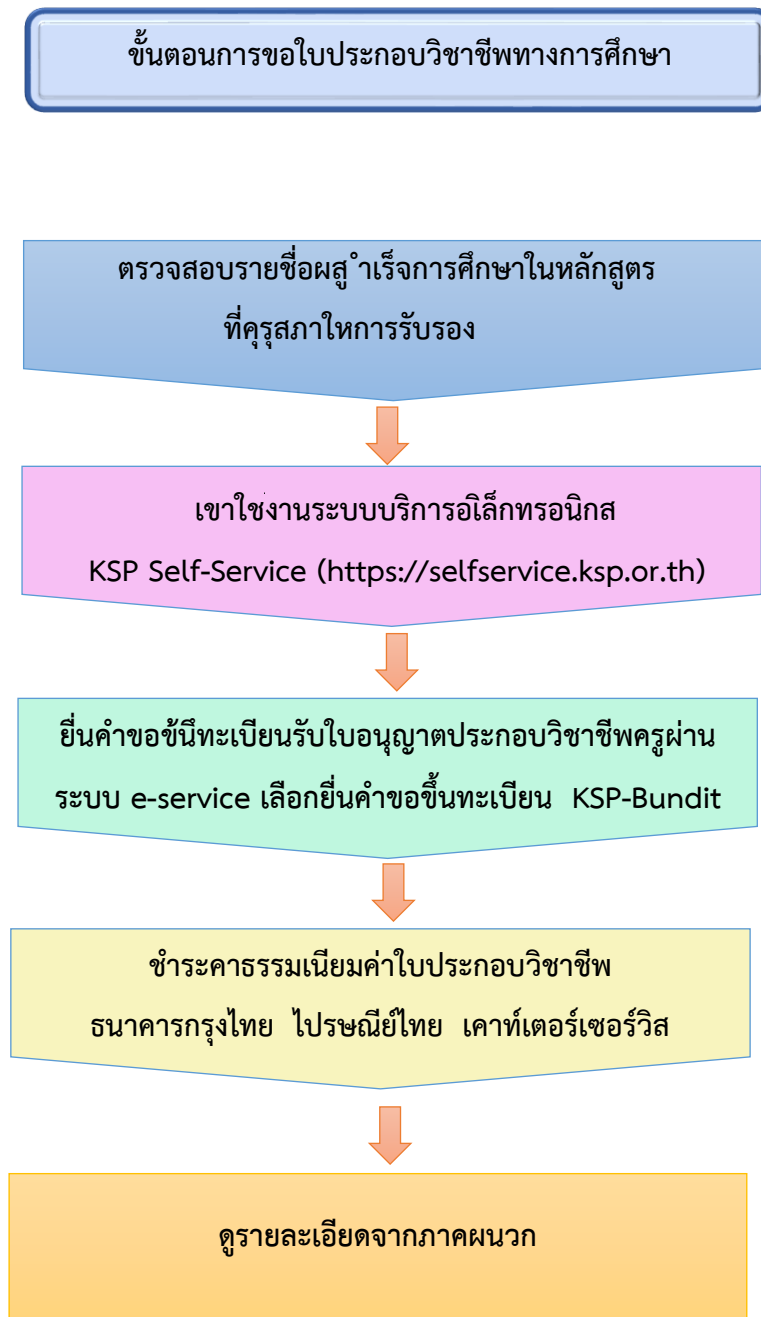 ขั้นตอนการขอใบประกอบวิชาชีพทางการศึกษา
ตรวจสอบรายชื่อผสู ำเร็จการศึกษาในหลักสูตร
ที่คุรุสภาใหการรับรอง
เขาใชงานระบบบริการอิเล็กทรอนิกส
KSP Self-Service (https://selfservice.ksp.or.th)
ยื่นคำขอขึ้นทะเบียนรับใบอนุญาตประกอบวิชาชีพครูผ่าน
ระบบ e-service เลือกยื่นคำขอขึ้นทะเบียน KSP-Bundit
ชำระคาธรรมเนียมค่าใบประกอบวิชาชีพ
ธนาคารกรุงไทย ไปรษณีย์ไทย เคาท์เตอร์เซอร์วิส
ดูรายละเอียดจากภาคผนวก